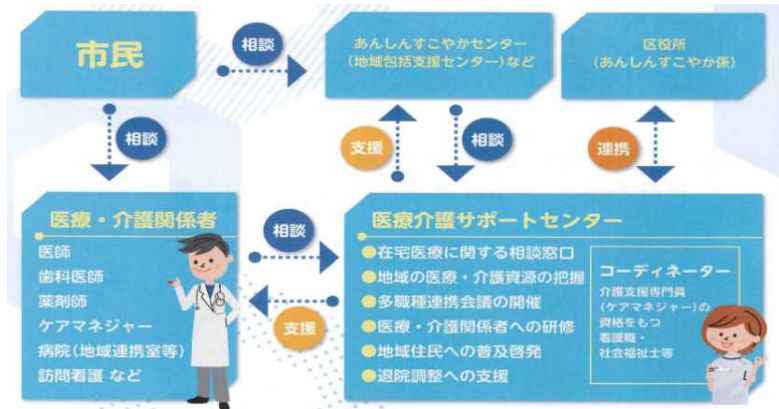 市民
相談
あんしんすこやかセンター
(地域包括支援センター)など
区役所
(あんしんすこやか係)
相談
支援
相談
連携
医療・介護関係者
医師
歯科医師
薬剤師
ケアマネジャー
病院(地域連携室等)
訪問看護 など
相談
支援
医療介護サポートセンター
●在宅医療に関する相談窓口
●地域の医療・介護資源の把握
●多職種連携会議の開催
●医療・介護関係者への研修
●地域住民への普及啓発
●退院調整への支援
コーディネーター
介護支援専門員
(ケアマネジャー)の
資格をもつ
看護職・
社会福祉士等